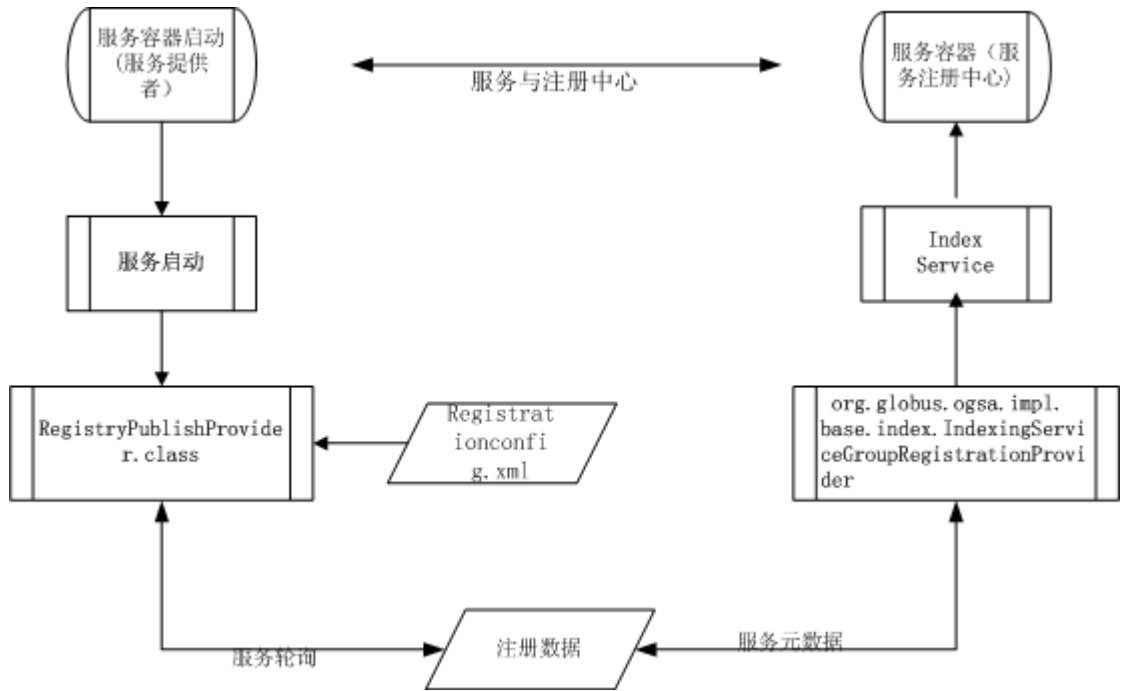 服务容器启动
(服务提供
者）
服务与注册中心
服务容器（服
务注册中心)
服务启动
Index
Service
RegistryPublishProvide
r.class
Registrat
ionconfi
g.xml
org.globus.ogsa.impl.
base.index.IndexingServi
ceGroupRegistrationProvi
der
服务轮询
注册数据
服务元数据